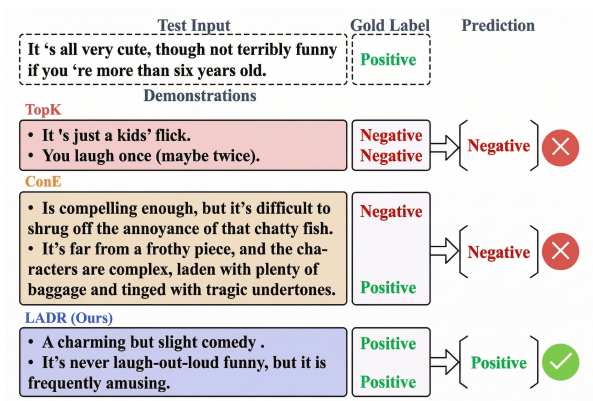 Test Input Gold Label Prediction
It ‘s all very cute, though not terribly funny
if you ‘re more than six years old.
Positive
Demonstrations
TopK
• It 's just a kids’ flick.
• You laugh once (maybe twice).
Negative
Negative
Negative
ConE
• Is compelling enough, but it’s difficult to
shrug off the annoyance of that chatty fish.
• It’s far from a frothy piece, and the cha-
racters are complex, laden with plenty of
baggage and tinged with tragic undertones.
Negative
Positive
Negative
LADR (Ours)
• A charming but slight comedy .
• It’s never laugh-out-loud funny, but it is
frequently amusing.
Positive
Positive
Positive